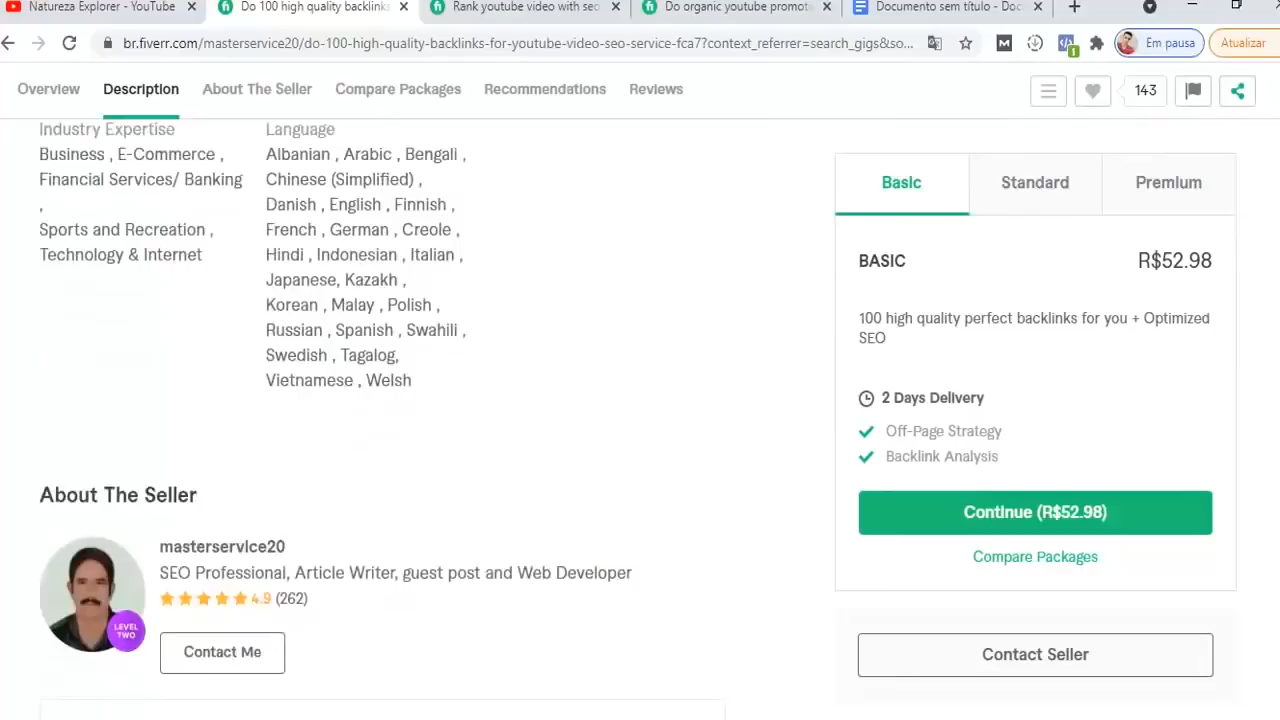 Natureza Explorer - YouTube
Do 100 high quality backlinks
Rank youtube video with seo
Do organic youtube promoti
Documento sem título - Doc
br.fiverr.com/masterservice20/do-100-high-quality-backlinks-for-youtube-video-seo-service-fca7?context_referrer=search_gigs&so...
M
1
Em pausa
Atualizar
Overview
Description
About The Seller
Compare Packages
Recommendations
Reviews
143
Industry Expertise
Business , E-Commerce ,
Financial Services/ Banking
,
Sports and Recreation ,
Technology & Internet
Language
Albanian , Arabic , Bengali ,
Chinese (Simplified) ,
Danish , English , Finnish ,
French , German , Creole ,
Hindi , Indonesian , Italian ,
Japanese, Kazakh ,
Korean , Malay , Polish ,
Russian , Spanish , Swahili ,
Swedish , Tagalog,
Vietnamese , Welsh
Basic
Standard
Premium
BASIC
R$52.98
100 high quality perfect backlinks for you + Optimized
SEO
2 Days Delivery
Off-Page Strategy
Backlink Analysis
Continue (R$52.98)
Compare Packages
Contact Seller
About The Seller
masterservice20
SEO Professional, Article Writer, guest post and Web Developer
4.9 (262)
LEVEL
TWO
Contact Me